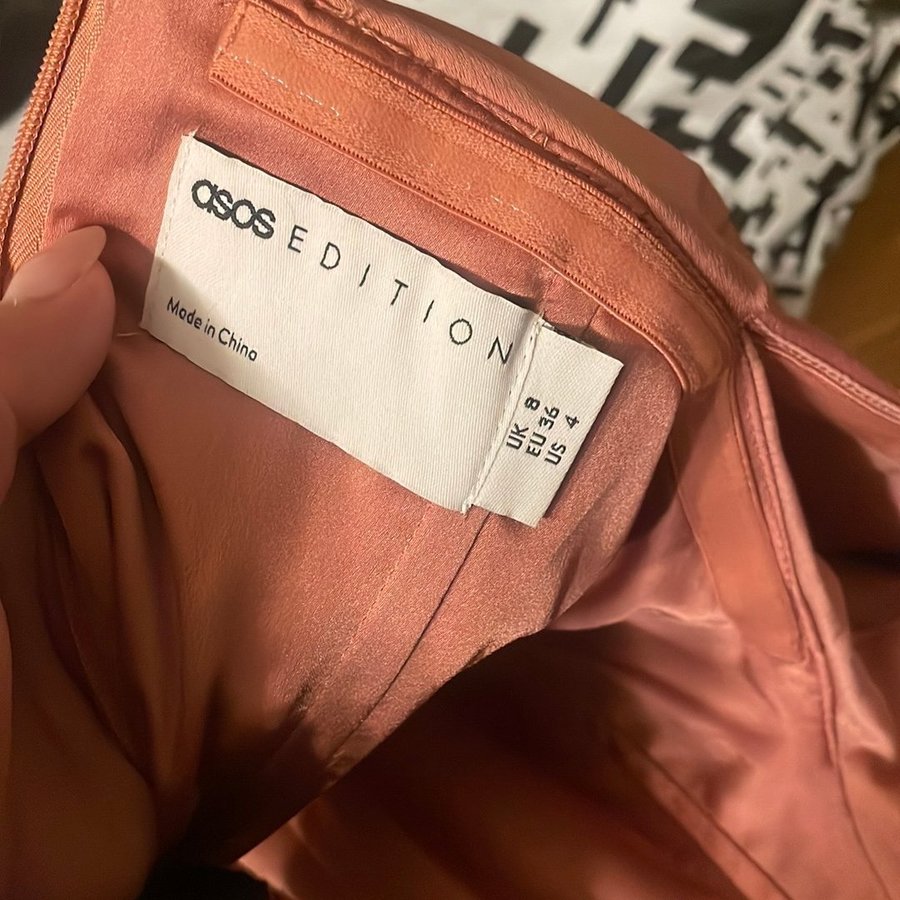 asos EDITION
Made in China
UK 8
EU 36
US 4